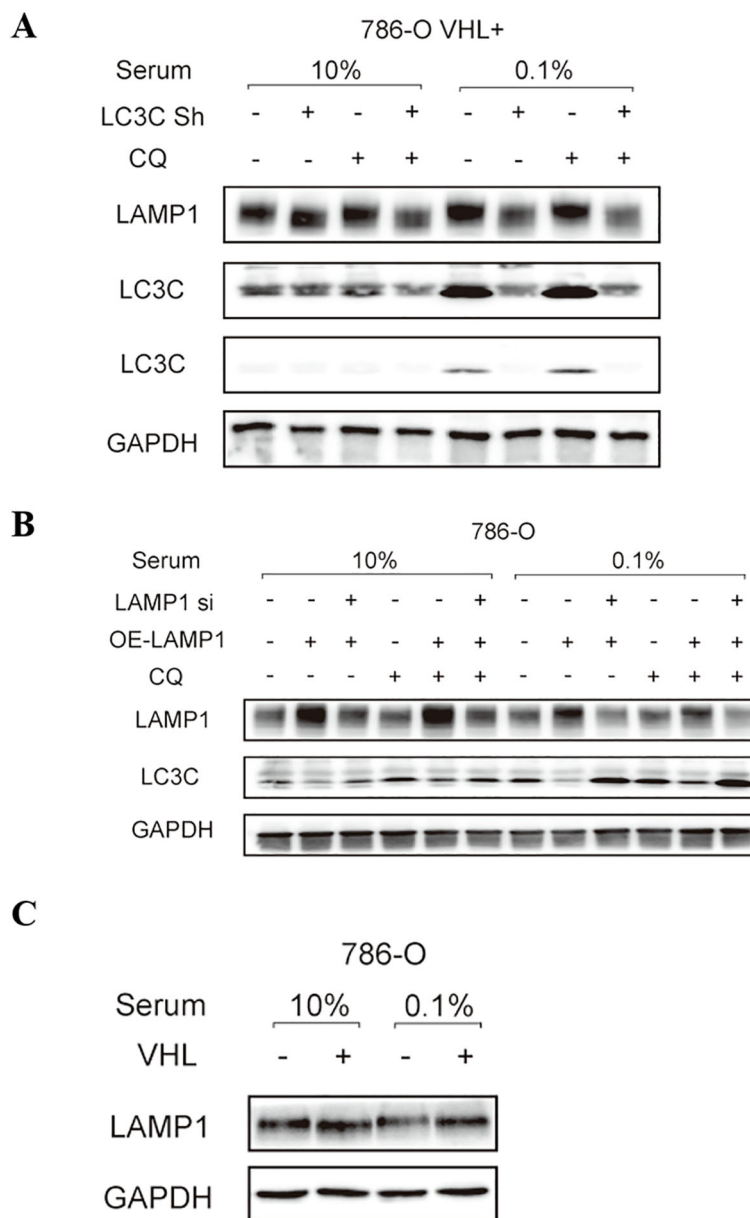 A
786-O VHL+
Serum 10% 0.1%
LC3C Sh - + - + - + - +
CQ - - + + - - + +
LAMP1
LC3C
LC3C
GAPDH
B
786-O
Serum 10% 0.1%
LAMP1 si - - + - - + - - + - - +
OE-LAMP1 - + + - + + - + + - + +
CQ - - - + + + - - - + + +
LAMP1
LC3C
GAPDH
C
786-O
Serum 10% 0.1%
VHL - + - +
LAMP1
GAPDH